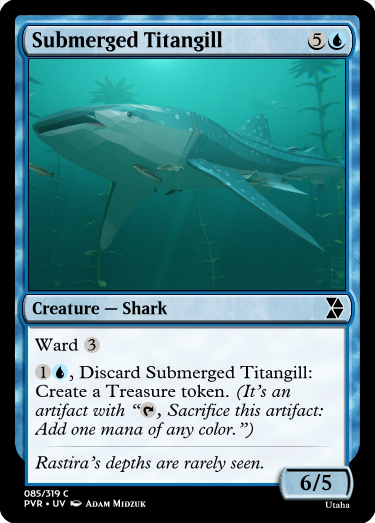 Submerged Titangill 5
Creature — Shark
Ward 3
1, Discard Submerged Titangill:
Create a Treasure token. (It's an
artifact with “, Sacrifice this artifact:
Add one mana of any color.”)
Rastira's depths are rarely seen.
6/5
085/319 C
PVR • UV Adam Midzuk
Utaha